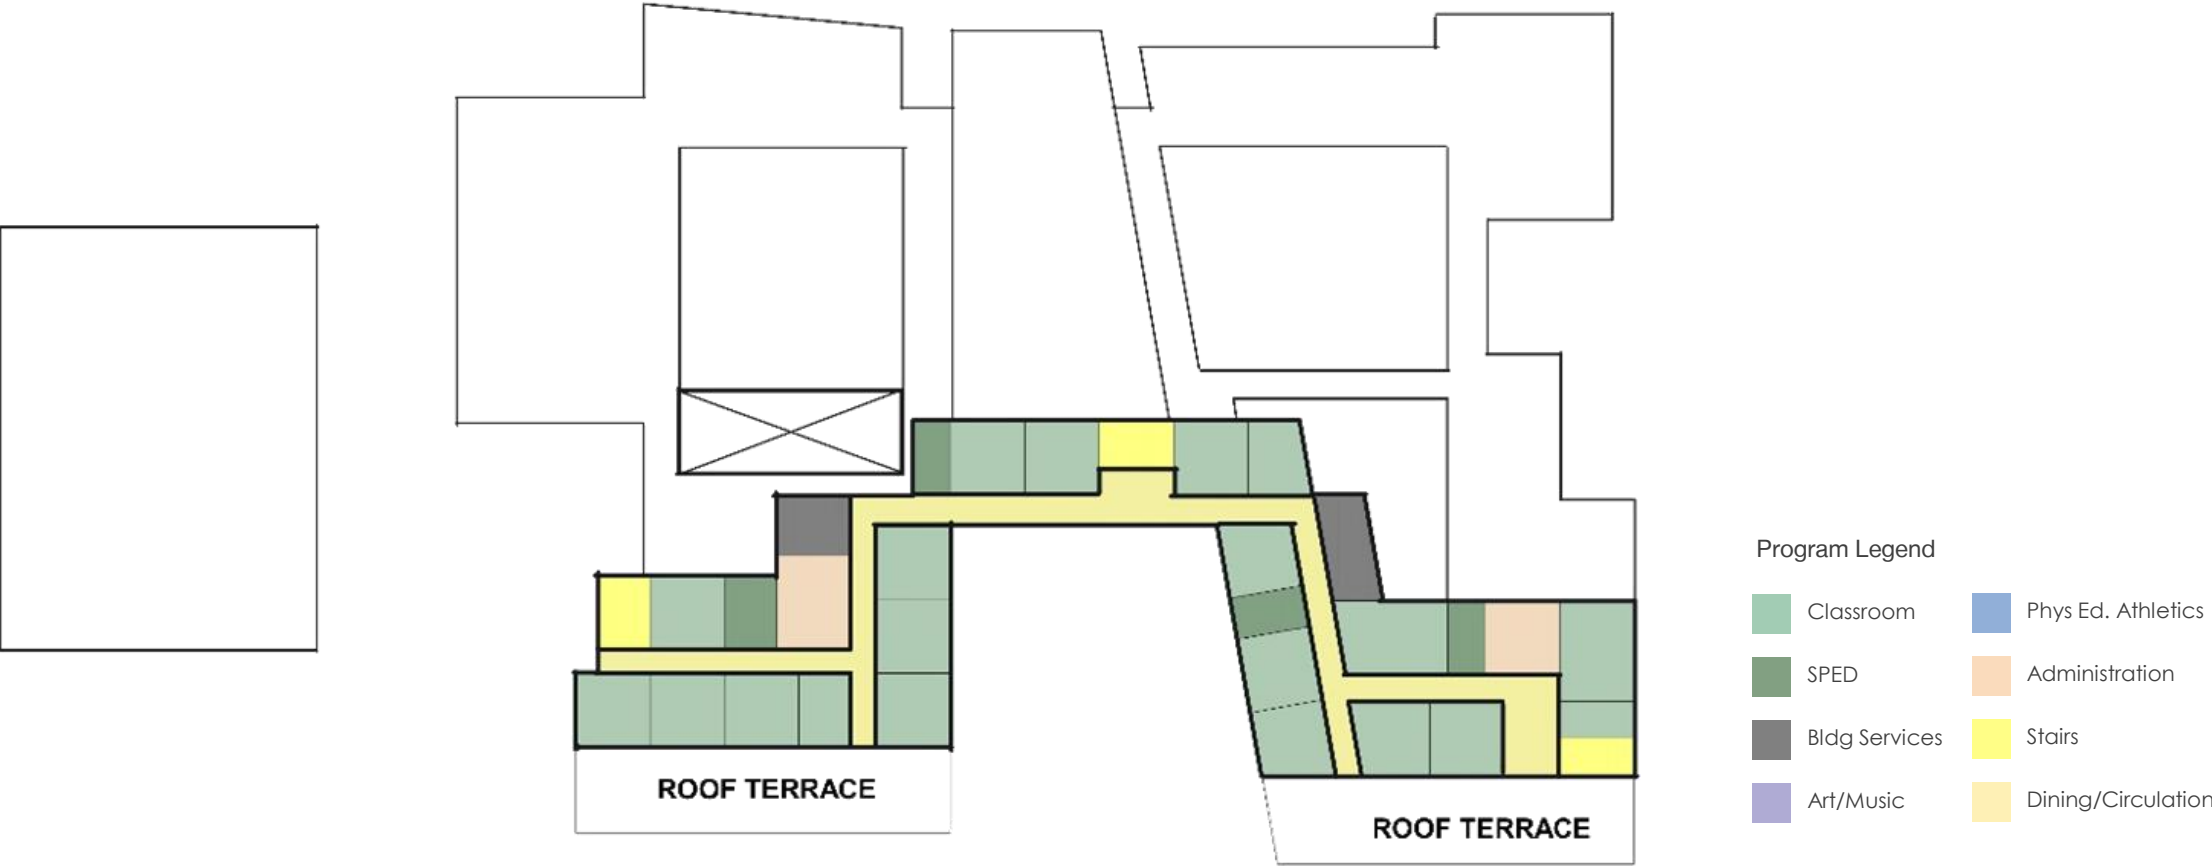 ROOF TERRACE
ROOF TERRACE
Program Legend
Classroom
Phys Ed. Athletics
SPED
Administration
Bldg Services
Stairs
Art/Music
Dining/Circulation